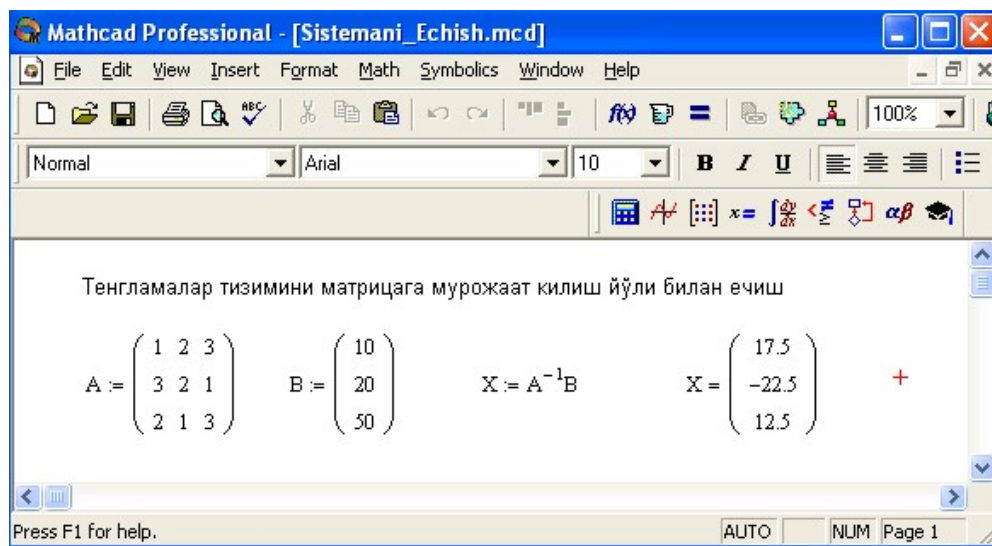 Mathcad Professional - [Sistemani_Echish.mcd]
File Edit View Insert Format Math Symbolics Window Help
100%
Normal Arial 10 B I U
Тенгламалар тизимини матрицага мурожаат килиш йўли билан ечиш
A := ( 1 2 3 ; 3 2 1 ; 2 1 3 ) B := ( 10 ; 20 ; 50 ) X := A⁻¹B X = ( 17.5 ; −22.5 ; 12.5 ) +
Press F1 for help. AUTO NUM Page 1